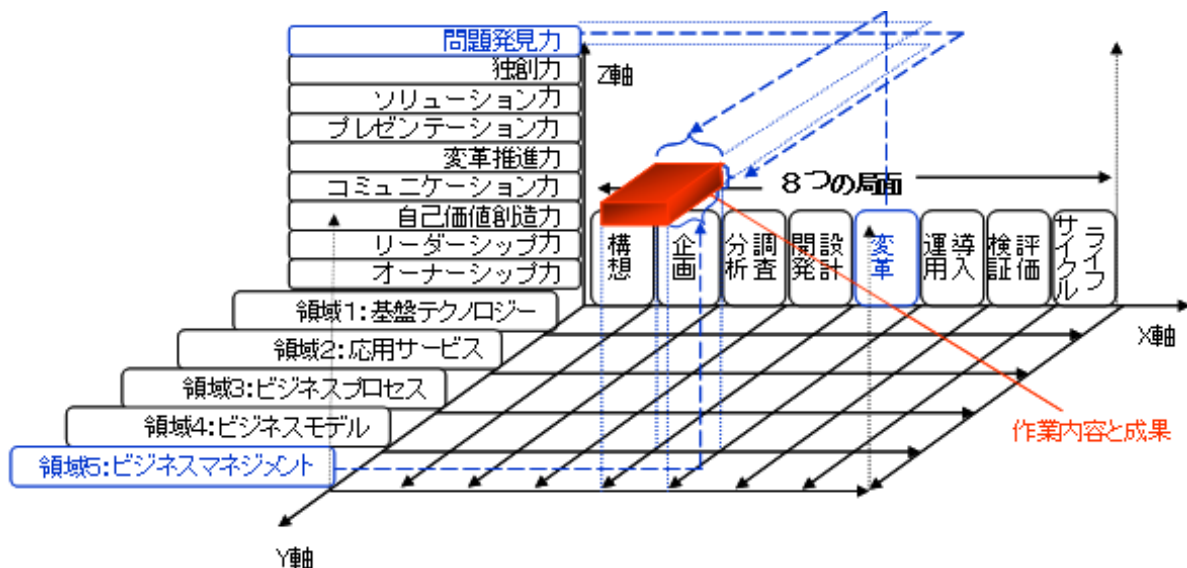 問題発見力
独創力
ソリューション力
プレゼンテーション力
変革推進力
コミュニケーション力
自己価値創造力
リーダーシップ力
オーナーシップ力
Z軸
8つの局面
構想
企画
調査分析
設計開発
変革
導入運用
評価検証
ライフサイクル
X軸
領域1:基盤テクノロジー
領域2:応用サービス
領域3:ビジネスプロセス
領域4:ビジネスモデル
領域5:ビジネスマネジメント
作業内容と成果
Y軸